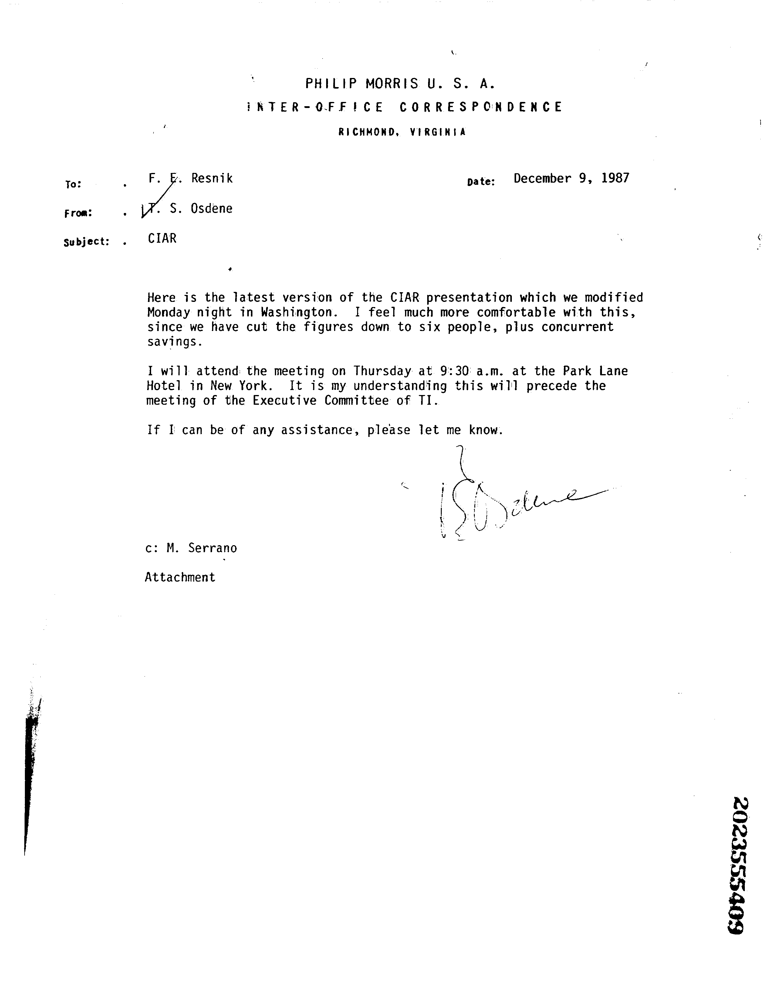 PHILIP MORRIS U. S. A.
INTER-OFFICE CORRESPONDENCE
RICHMOND, VIRGINIA
To: . F. E. Resnik Date: December 9, 1987
From: . T. S. Osdene
Subject: . CIAR
Here is the latest version of the CIAR presentation which we modified
Monday night in Washington. I feel much more comfortable with this,
since we have cut the figures down to six people, plus concurrent
savings.
I will attend the meeting on Thursday at 9:30 a.m. at the Park Lane
Hotel in New York. It is my understanding this will precede the
meeting of the Executive Committee of TI.
If I can be of any assistance, please let me know.
TSOsdene
c: M. Serrano
Attachment
2023555409